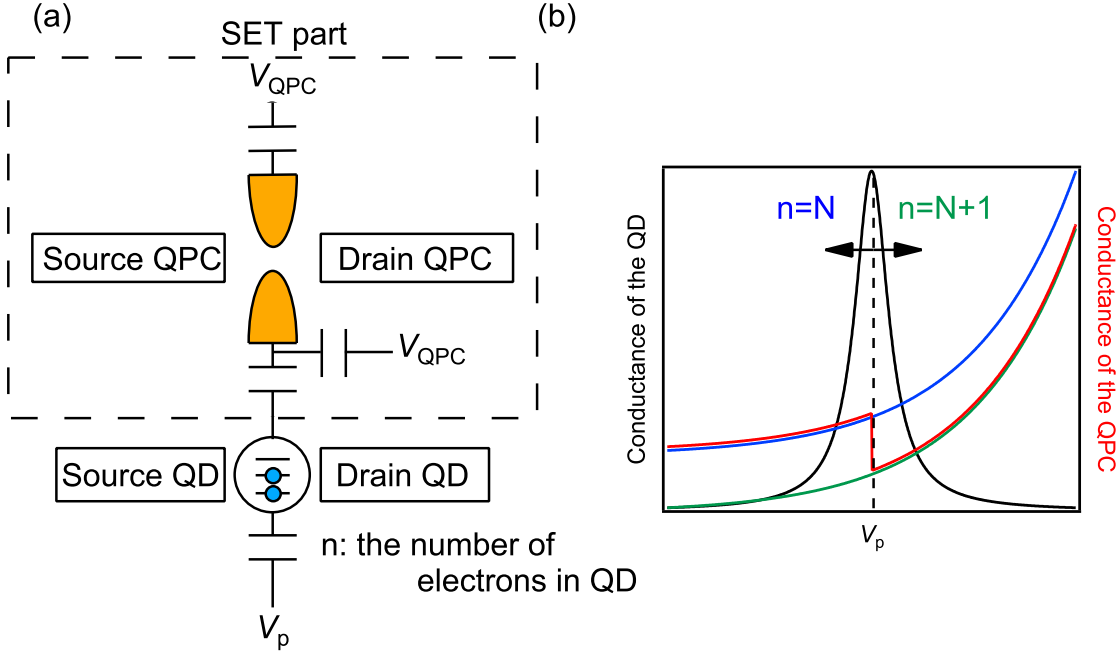 (a)
SET part
V_QPC
Source QPC
Drain QPC
V_QPC
Source QD
Drain QD
n: the number of
electrons in QD
V_p
(b)
Conductance of the QD
n=N
n=N+1
Conductance of the QPC
V_p